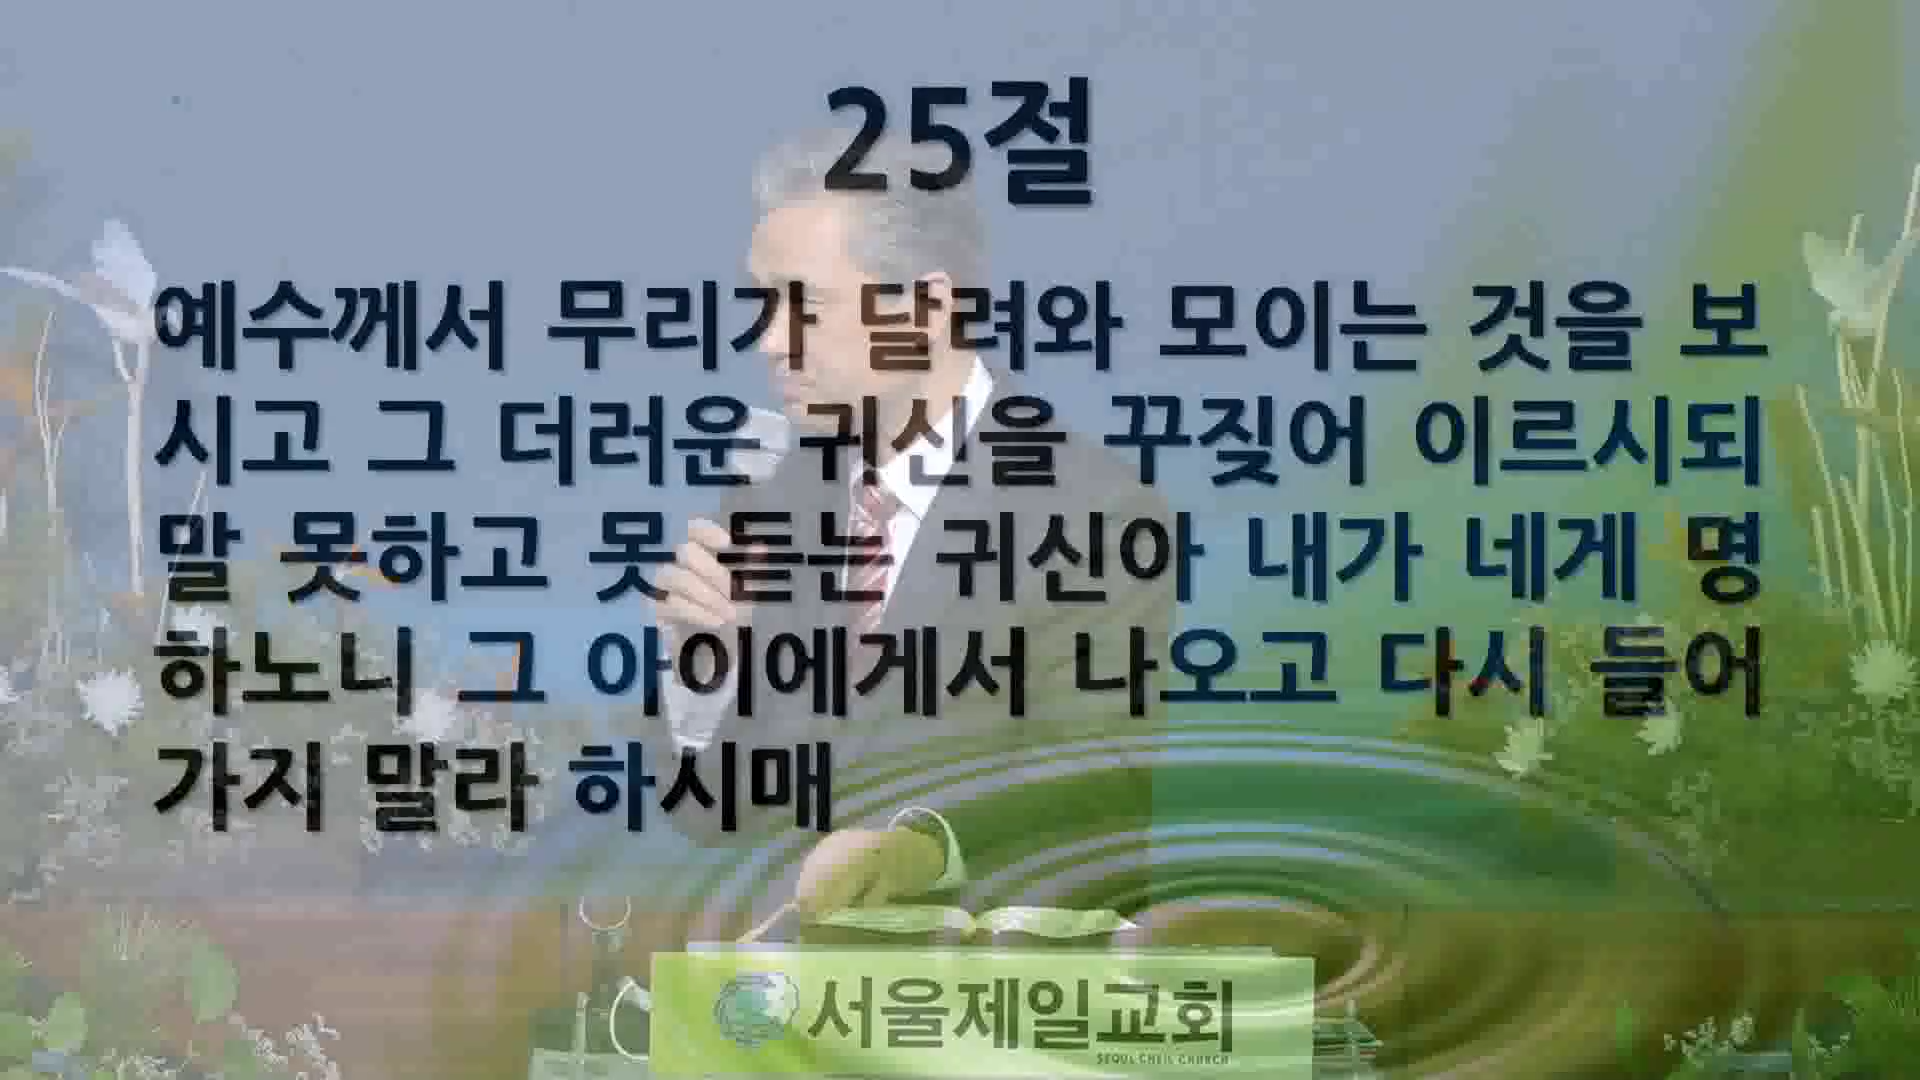 25절
예수께서 무리가 달려와 모이는 것을 보
시고 그 더러운 귀신을 꾸짖어 이르시되
말 못하고 못 듣는 귀신아 내가 네게 명
하노니 그 아이에게서 나오고 다시 들어
가지 말라 하시매
서울제일교회
SEOUL CHEIL CHURCH